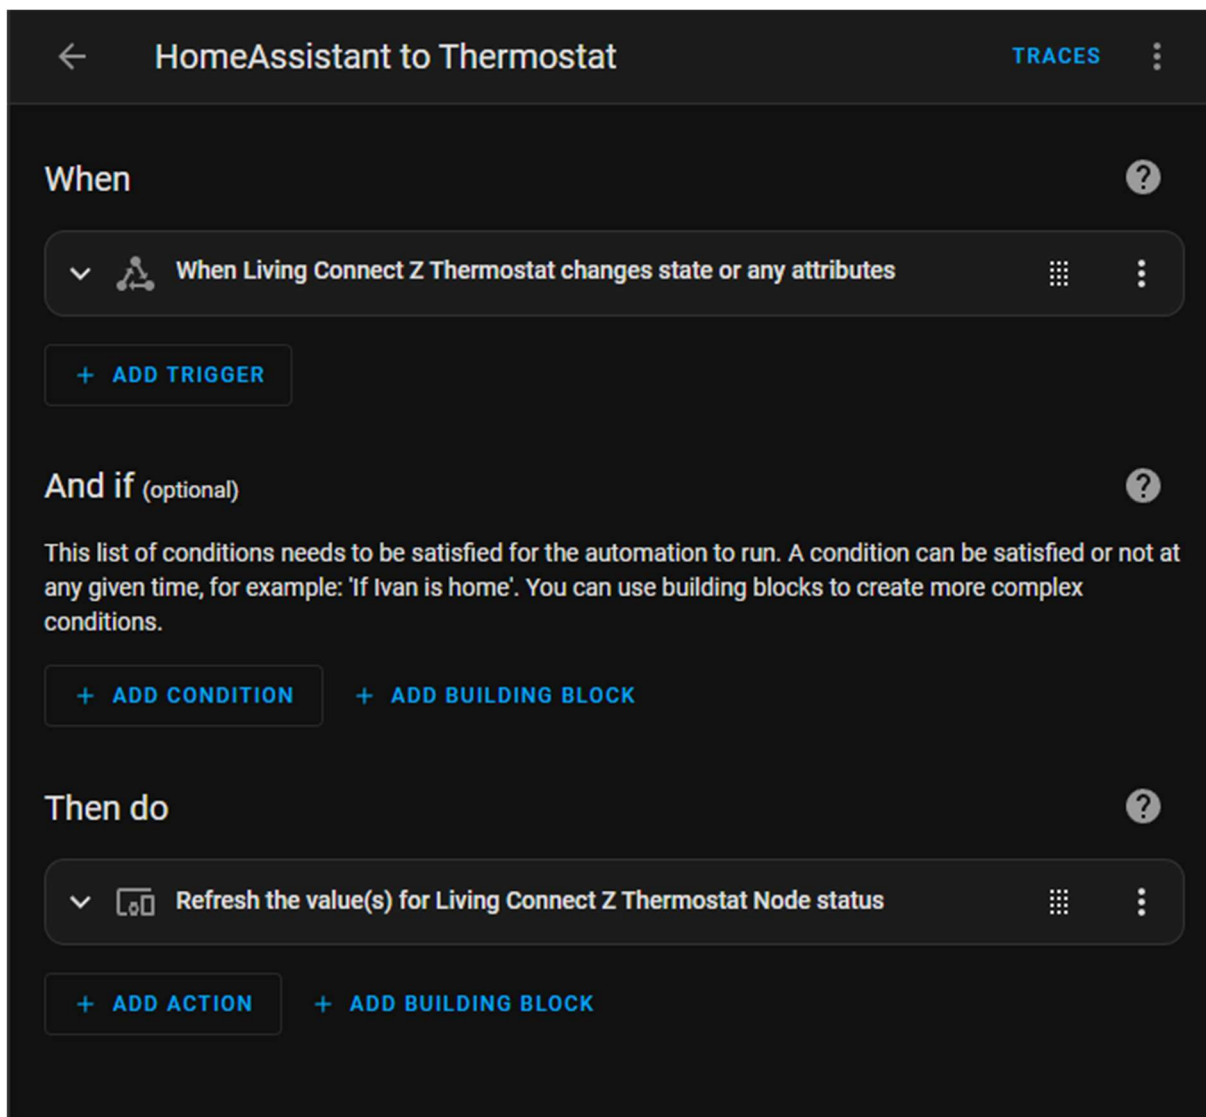 HomeAssistant to Thermostat
TRACES
When
When Living Connect Z Thermostat changes state or any attributes
+ ADD TRIGGER
And if (optional)
This list of conditions needs to be satisfied for the automation to run. A condition can be satisfied or not at
any given time, for example: 'If Ivan is home'. You can use building blocks to create more complex
conditions.
+ ADD CONDITION
+ ADD BUILDING BLOCK
Then do
Refresh the value(s) for Living Connect Z Thermostat Node status
+ ADD ACTION
+ ADD BUILDING BLOCK